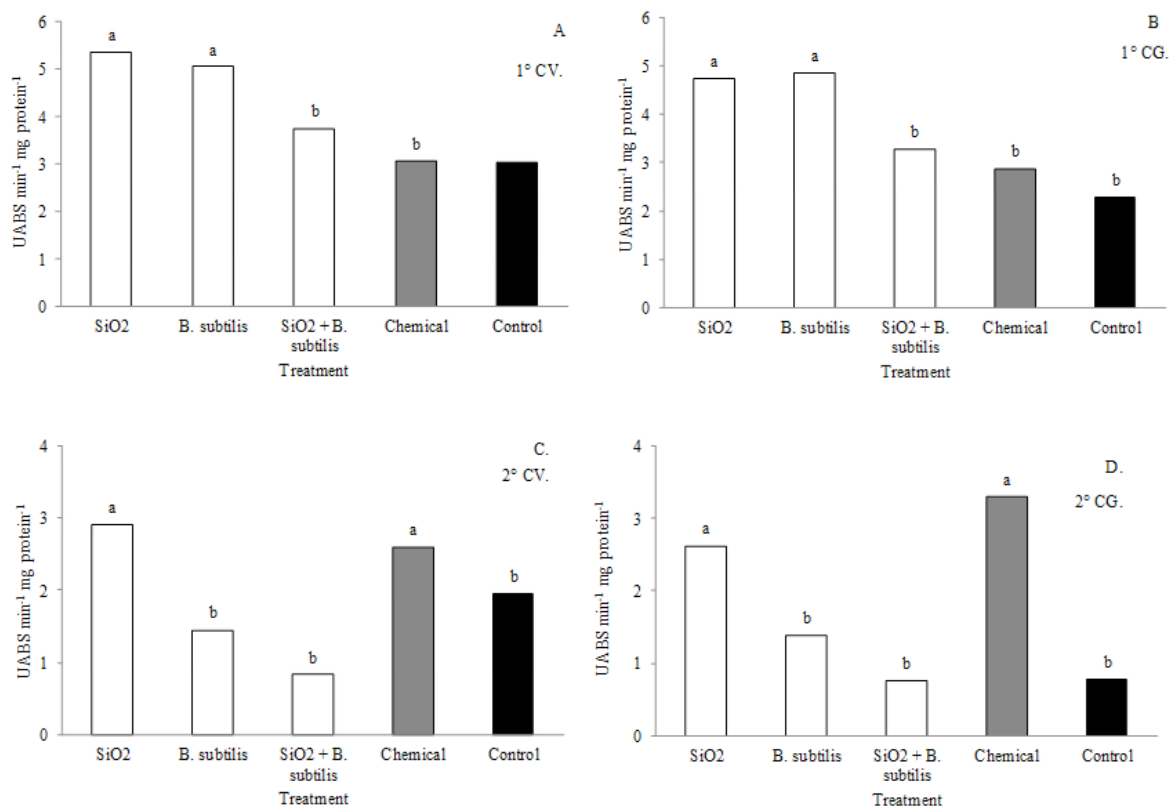 A
1° CV.
UABS min⁻¹ mg protein⁻¹
6
5
4
3
2
1
0
a
a
b
b
SiO2
B. subtilis
SiO2 + B.
subtilis
Chemical
Control
Treatment
B
1° CG.
UABS min⁻¹ mg protein⁻¹
6
5
4
3
2
1
0
a
a
b
b
b
SiO2
B. subtilis
SiO2 + B.
subtilis
Chemical
Control
Treatment
C.
2° CV.
UABS min⁻¹ mg protein⁻¹
4
3
2
1
0
a
b
b
a
b
SiO2
B. subtilis
SiO2 + B.
subtilis
Chemical
Control
Treatment
D.
2° CG.
UABS min⁻¹ mg protein⁻¹
4
3
2
1
0
a
b
b
a
b
SiO2
B. subtilis
SiO2 + B.
subtilis
Chemical
Control
Treatment